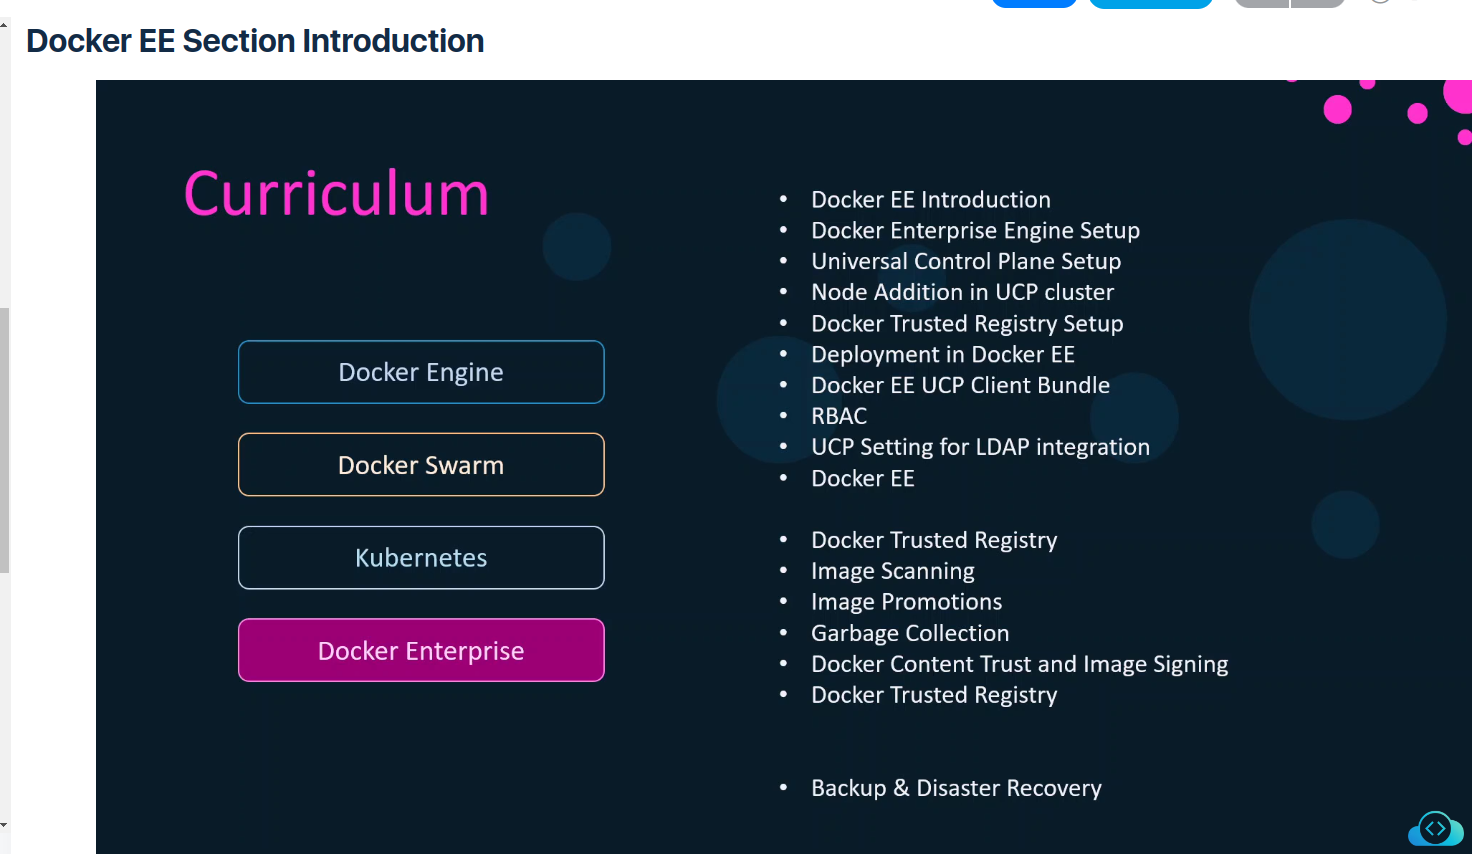 Docker EE Section Introduction
Curriculum
Docker Engine
Docker Swarm
Kubernetes
Docker Enterprise
• Docker EE Introduction
• Docker Enterprise Engine Setup
• Universal Control Plane Setup
• Node Addition in UCP cluster
• Docker Trusted Registry Setup
• Deployment in Docker EE
• Docker EE UCP Client Bundle
• RBAC
• UCP Setting for LDAP integration
• Docker EE
• Docker Trusted Registry
• Image Scanning
• Image Promotions
• Garbage Collection
• Docker Content Trust and Image Signing
• Docker Trusted Registry
• Backup & Disaster Recovery